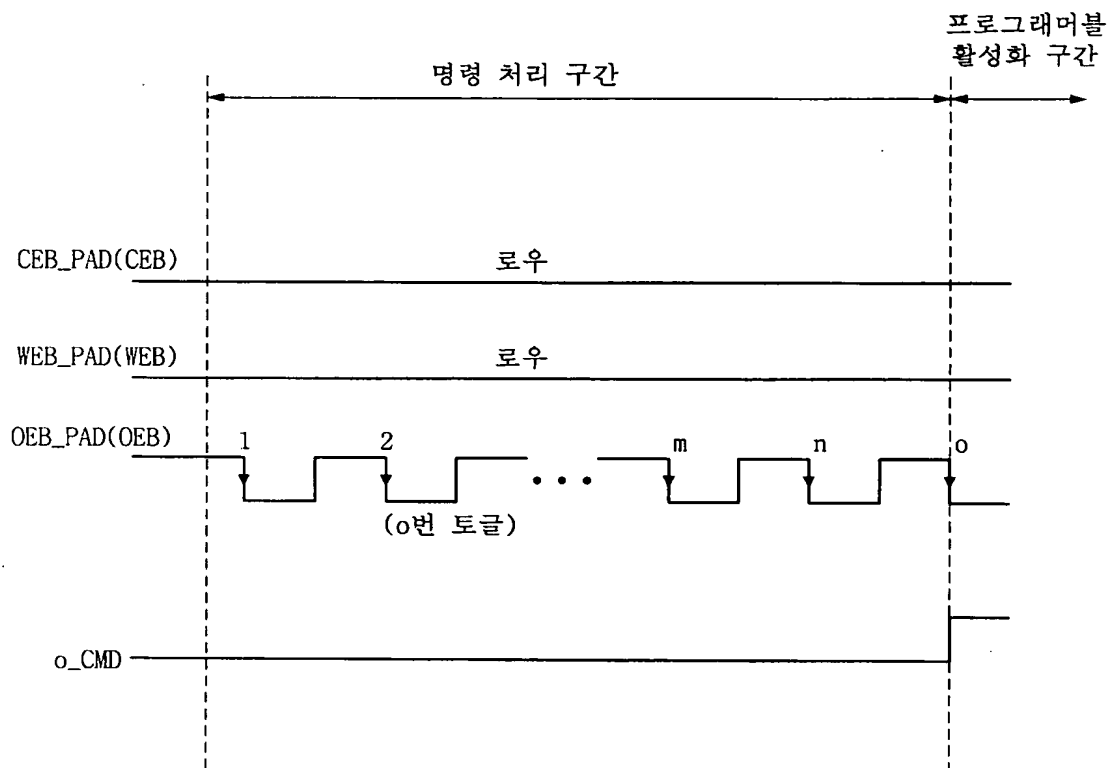 프로그래머블
활성화 구간
명령 처리 구간
CEB_PAD(CEB)
로우
WEB_PAD(WEB)
로우
OEB_PAD(OEB)
1
2
m
n
o
(o번 토글)
o_CMD